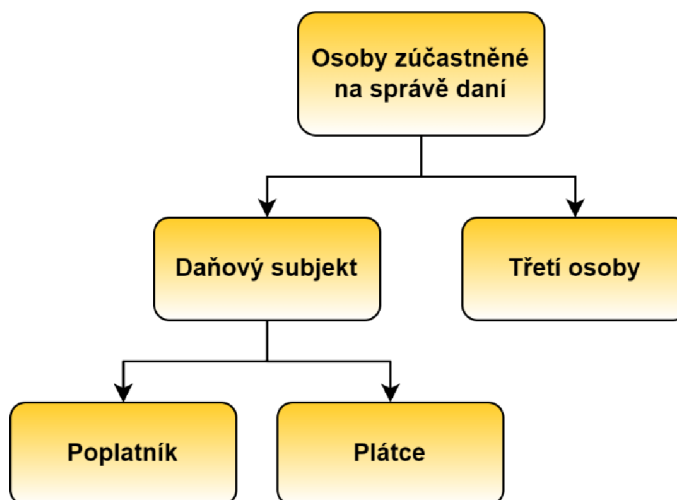 Osoby zúčastněné
na správě daní
Daňový subjekt
Třetí osoby
Poplatník
Plátce